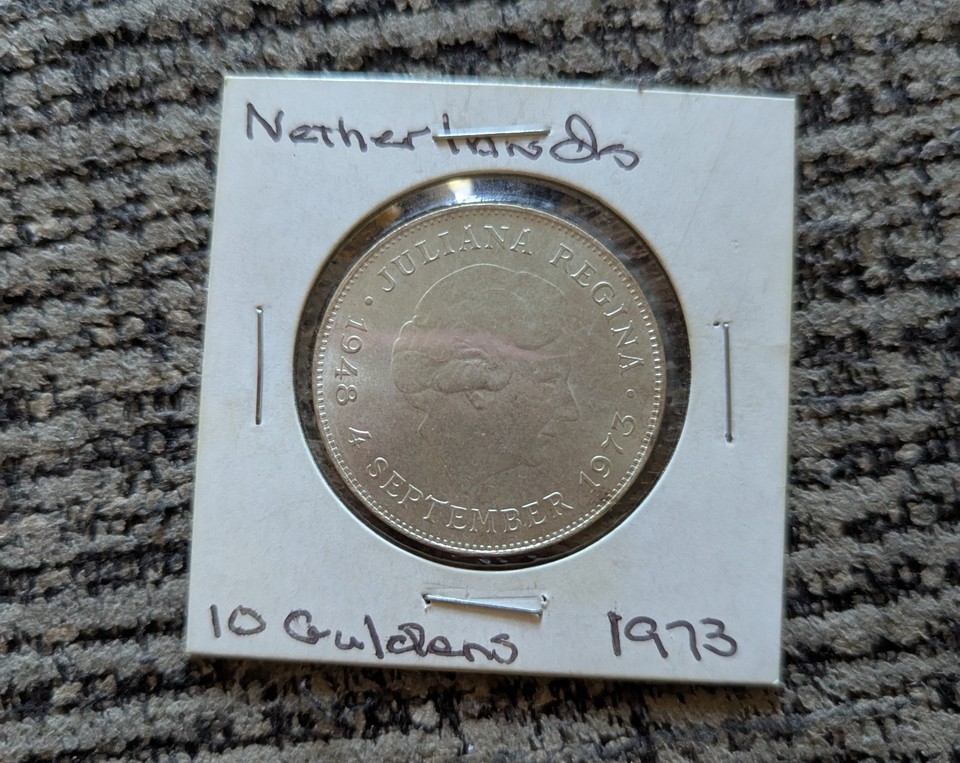 Netherlands
· JULIANA REGINA ·
1948 4 SEPTEMBER 1973
10 Guldens 1973